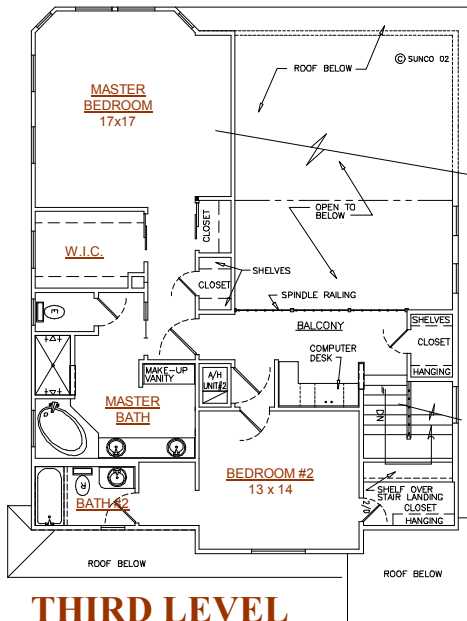 ROOF BELOW
© SUNCO 02
MASTER
BEDROOM
17x17
OPEN TO
BELOW
CLOSET
W.I.C.
SHELVES
CLOSET
SPINDLE RAILING
BALCONY
SHELVES
CLOSET
HANGING
COMPUTER
DESK
MAKE-UP
VANITY
A/H
UNIT#2
MASTER
BATH
DN
BEDROOM #2
13 x 14
BATH #2
SHELF OVER
STAIR LANDING
CLOSET
HANGING
2/0
ROOF BELOW
ROOF BELOW
THIRD LEVEL